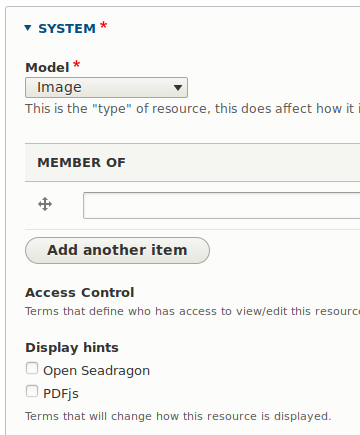 SYSTEM *
Model *
Image
This is the "type" of resource, this does affect how it i
MEMBER OF
Add another item
Access Control
Terms that define who has access to view/edit this resourc
Display hints
Open Seadragon
PDFjs
Terms that will change how this resource is displayed.